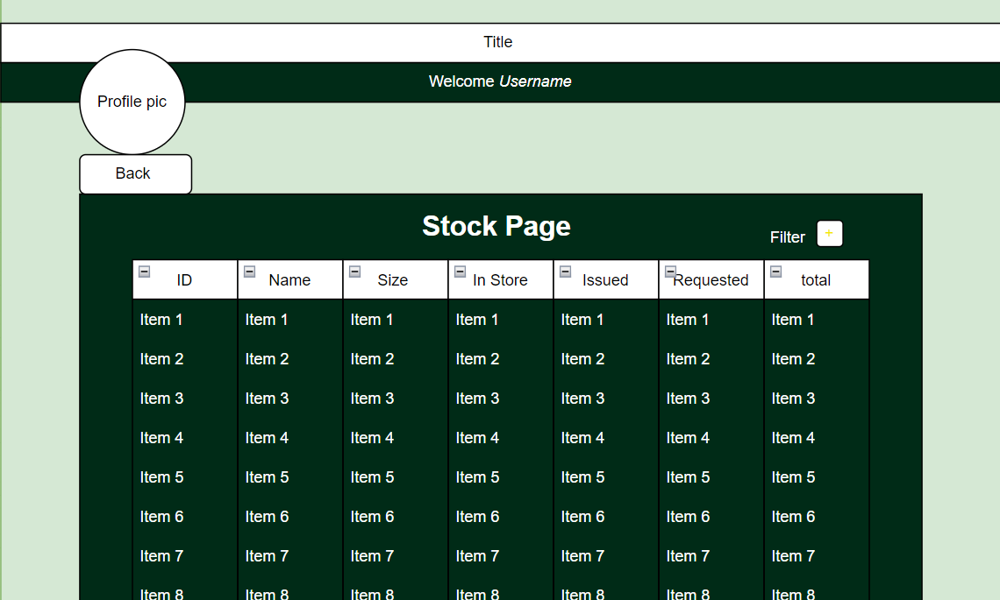 Title
Welcome Username
Profile pic
Back
Stock Page
Filter +
ID Name Size In Store Issued Requested total
Item 1 Item 1 Item 1 Item 1 Item 1 Item 1 Item 1
Item 2 Item 2 Item 2 Item 2 Item 2 Item 2 Item 2
Item 3 Item 3 Item 3 Item 3 Item 3 Item 3 Item 3
Item 4 Item 4 Item 4 Item 4 Item 4 Item 4 Item 4
Item 5 Item 5 Item 5 Item 5 Item 5 Item 5 Item 5
Item 6 Item 6 Item 6 Item 6 Item 6 Item 6 Item 6
Item 7 Item 7 Item 7 Item 7 Item 7 Item 7 Item 7
Item 8 Item 8 Item 8 Item 8 Item 8 Item 8 Item 8